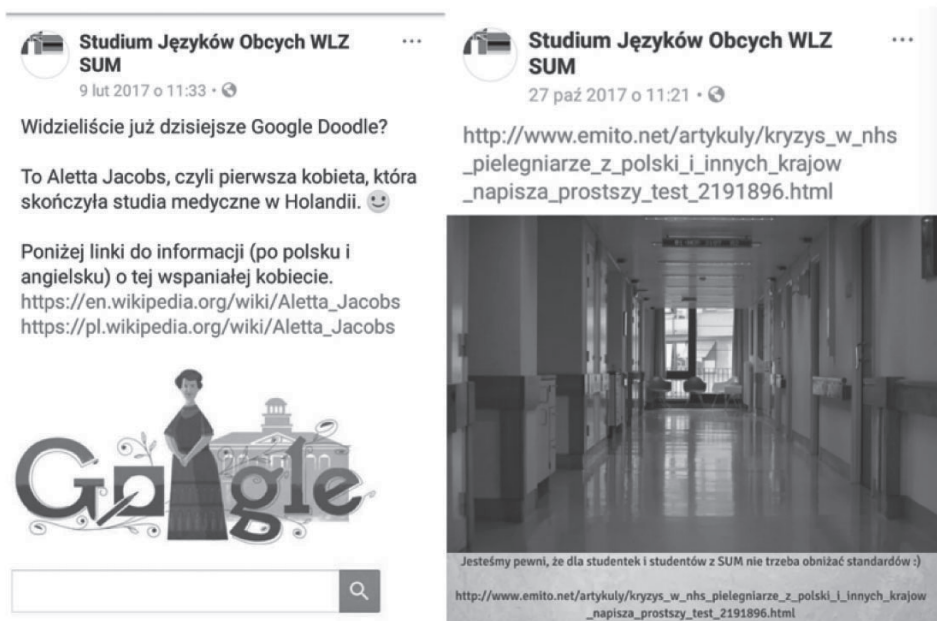 Studium Języków Obcych WLZ
SUM
9 lut 2017 o 11:33
Widzieliście już dzisiejsze Google Doodle?
To Aletta Jacobs, czyli pierwsza kobieta, która
skończyła studia medyczne w Holandii.
Poniżej linki do informacji (po polsku i
angielsku) o tej wspaniałej kobiecie.
https://en.wikipedia.org/wiki/Aletta_Jacobs
https://pl.wikipedia.org/wiki/Aletta_Jacobs
Google
Studium Języków Obcych WLZ
SUM
27 paź 2017 o 11:21
http://www.emito.net/artykuly/kryzys_w_nhs
_pielegniarze_z_polski_i_innych_krajow
_napisza_prostszy_test_2191896.html
Jesteśmy pewni, że dla studentek i studentów z SUM nie trzeba obniżać standardów :)
http://www.emito.net/artykuly/kryzys_w_nhs_pielegniarze_z_polski_i_innych_krajow
_napisza_prostszy_test_2191896.html